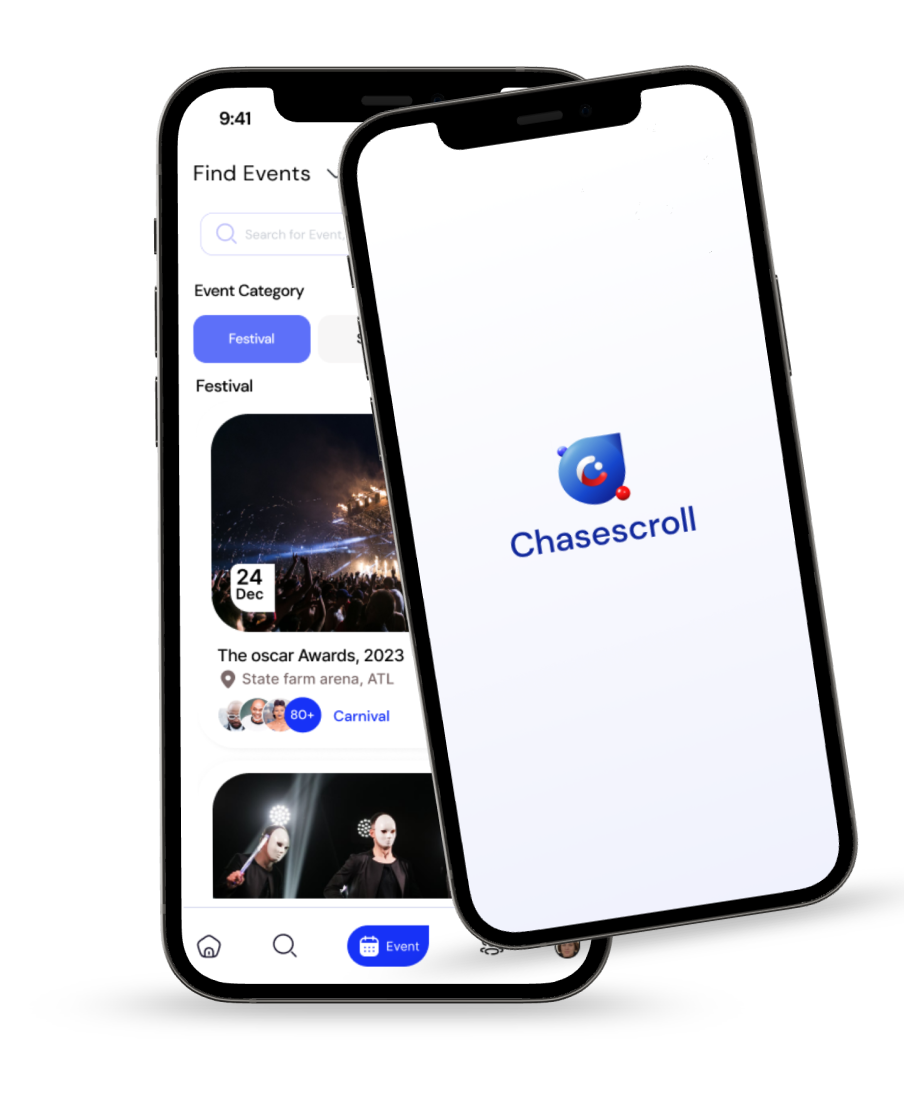 9:41
Find Events
Search for Event
Event Category
Festival
Festival
24
Dec
The oscar Awards, 2023
State farm arena, ATL
80+
Carnival
Event
Chasescroll